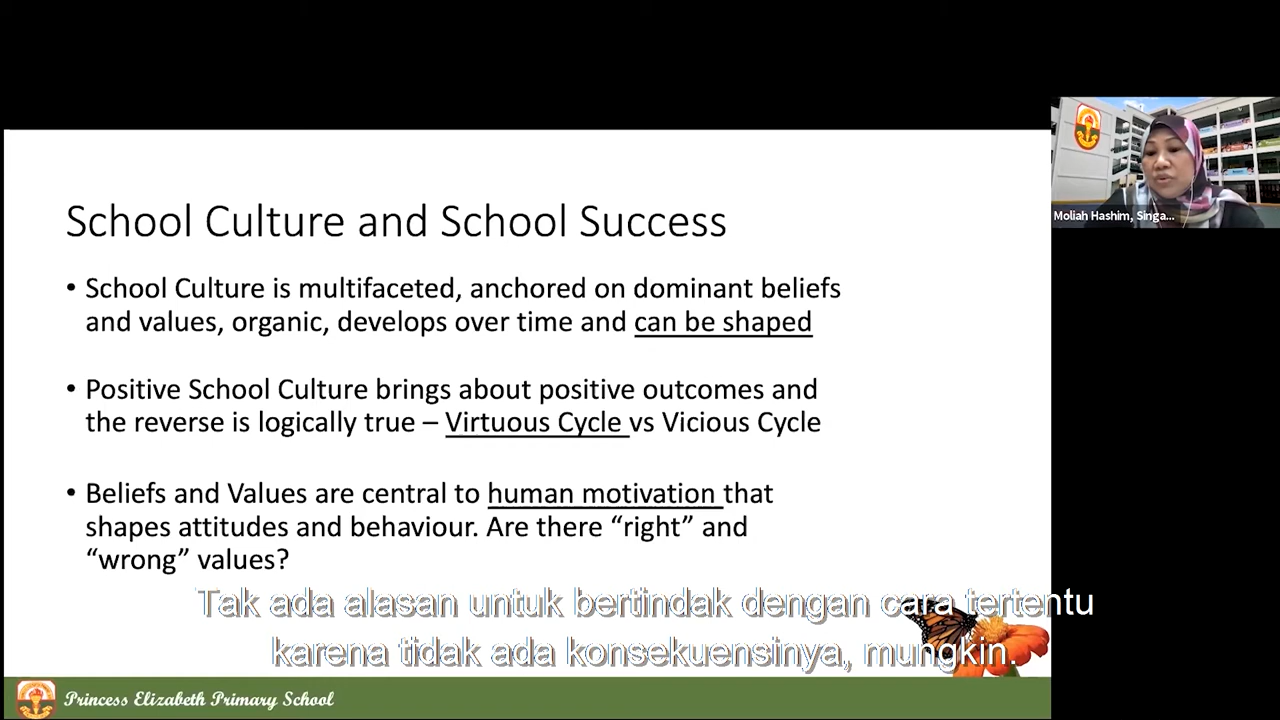 School Culture and School Success
• School Culture is multifaceted, anchored on dominant beliefs
and values, organic, develops over time and can be shaped
• Positive School Culture brings about positive outcomes and
the reverse is logically true – Virtuous Cycle vs Vicious Cycle
• Beliefs and Values are central to human motivation that
shapes attitudes and behaviour. Are there “right” and
“wrong” values?
Tak ada alasan untuk bertindak dengan cara tertentu
karena tidak ada konsekuensinya, mungkin.
Princess Elizabeth Primary School
Moliah Hashim, Singa...